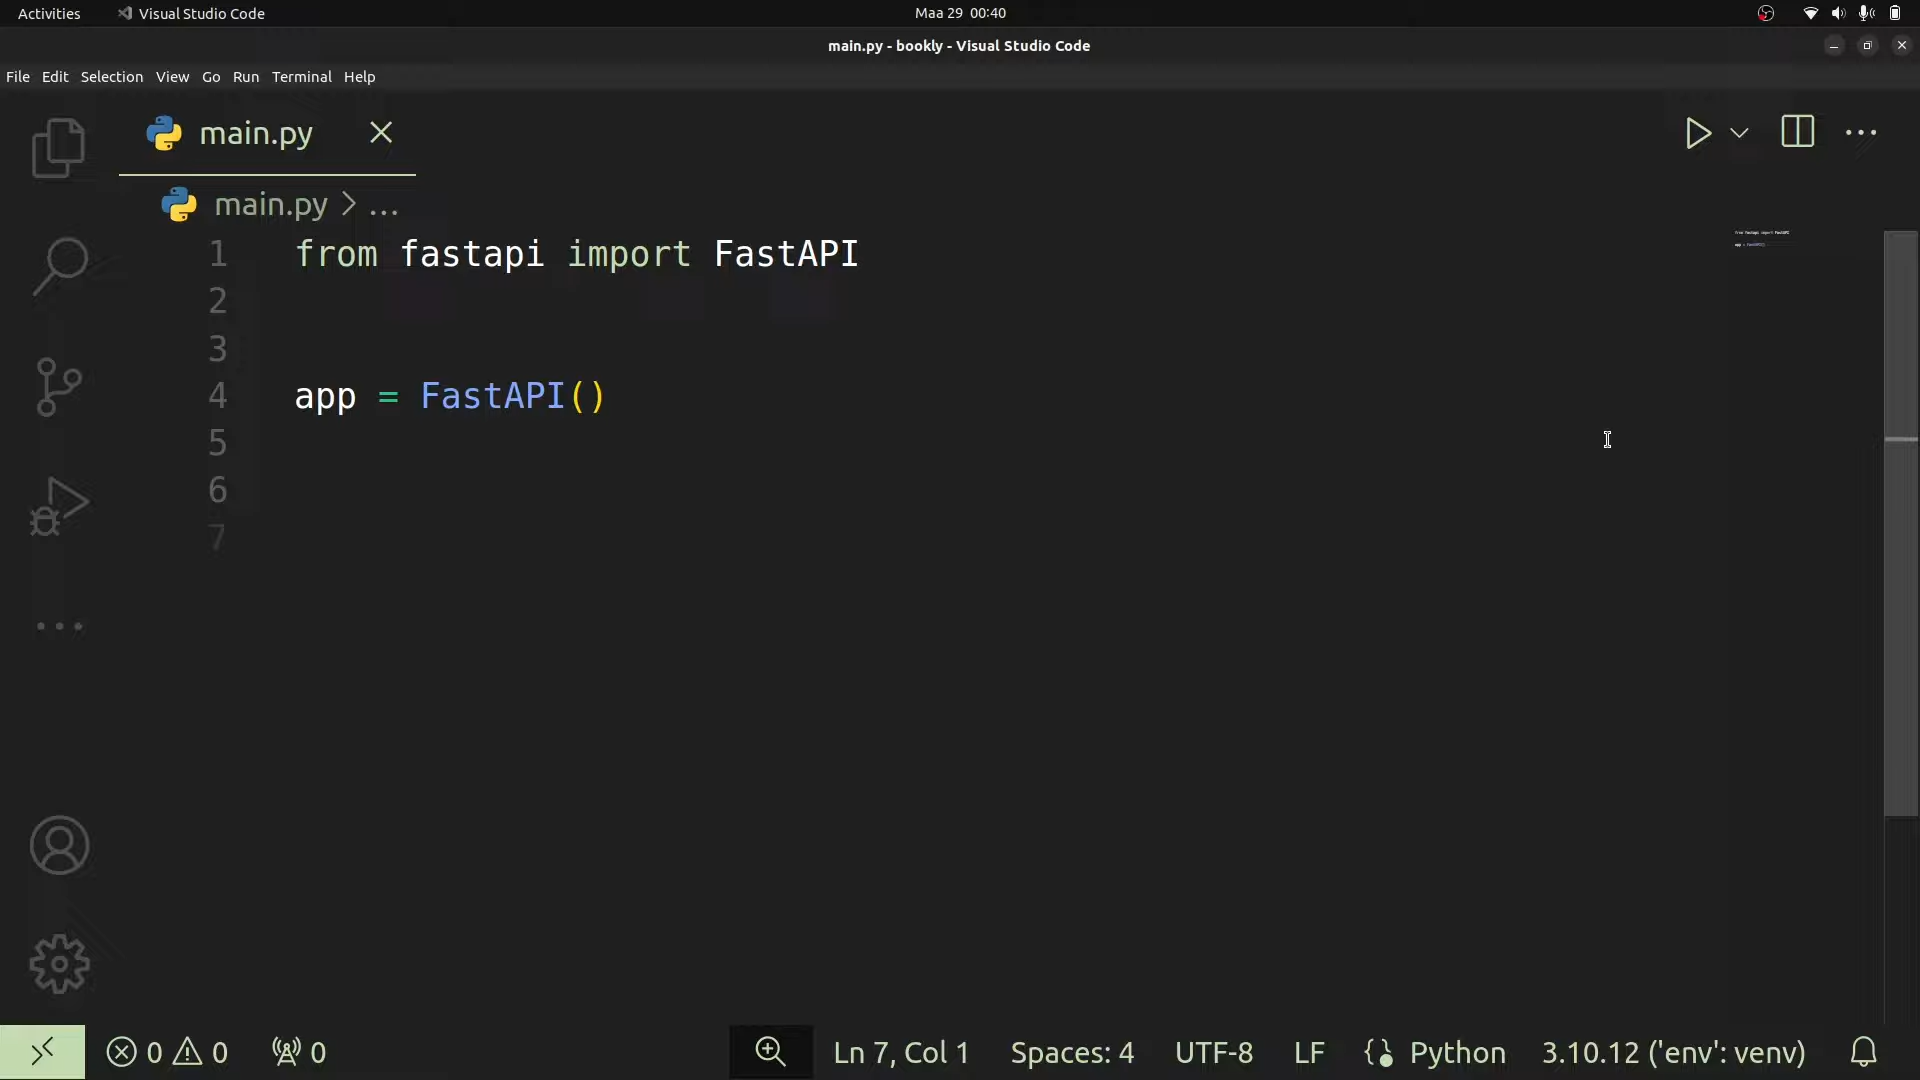 Activities Visual Studio Code Maa 29 00:40
main.py - bookly - Visual Studio Code
File Edit Selection View Go Run Terminal Help
main.py
main.py > ...
1 from fastapi import FastAPI
2
3
4 app = FastAPI()
5
6
7
0 0 0 Ln 7, Col 1 Spaces: 4 UTF-8 LF Python 3.10.12 ('env': venv)